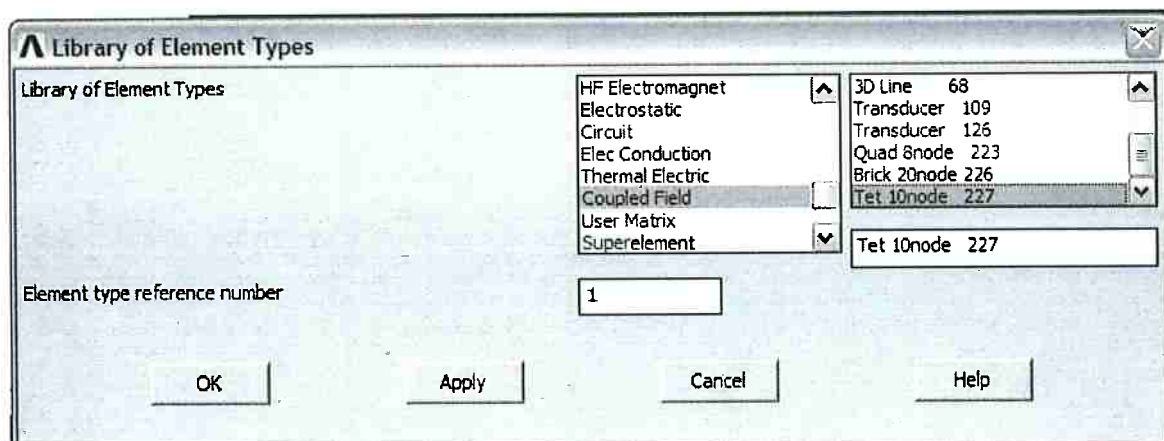 Library of Element Types
Library of Element Types
HF Electromagnet
Electrostatic
Circuit
Elec Conduction
Thermal Electric
Coupled Field
User Matrix
Superelement
3D Line 68
Transducer 109
Transducer 126
Quad 8node 223
Brick 20node 226
Tet 10node 227
Tet 10node 227
Element type reference number
1
OK
Apply
Cancel
Help